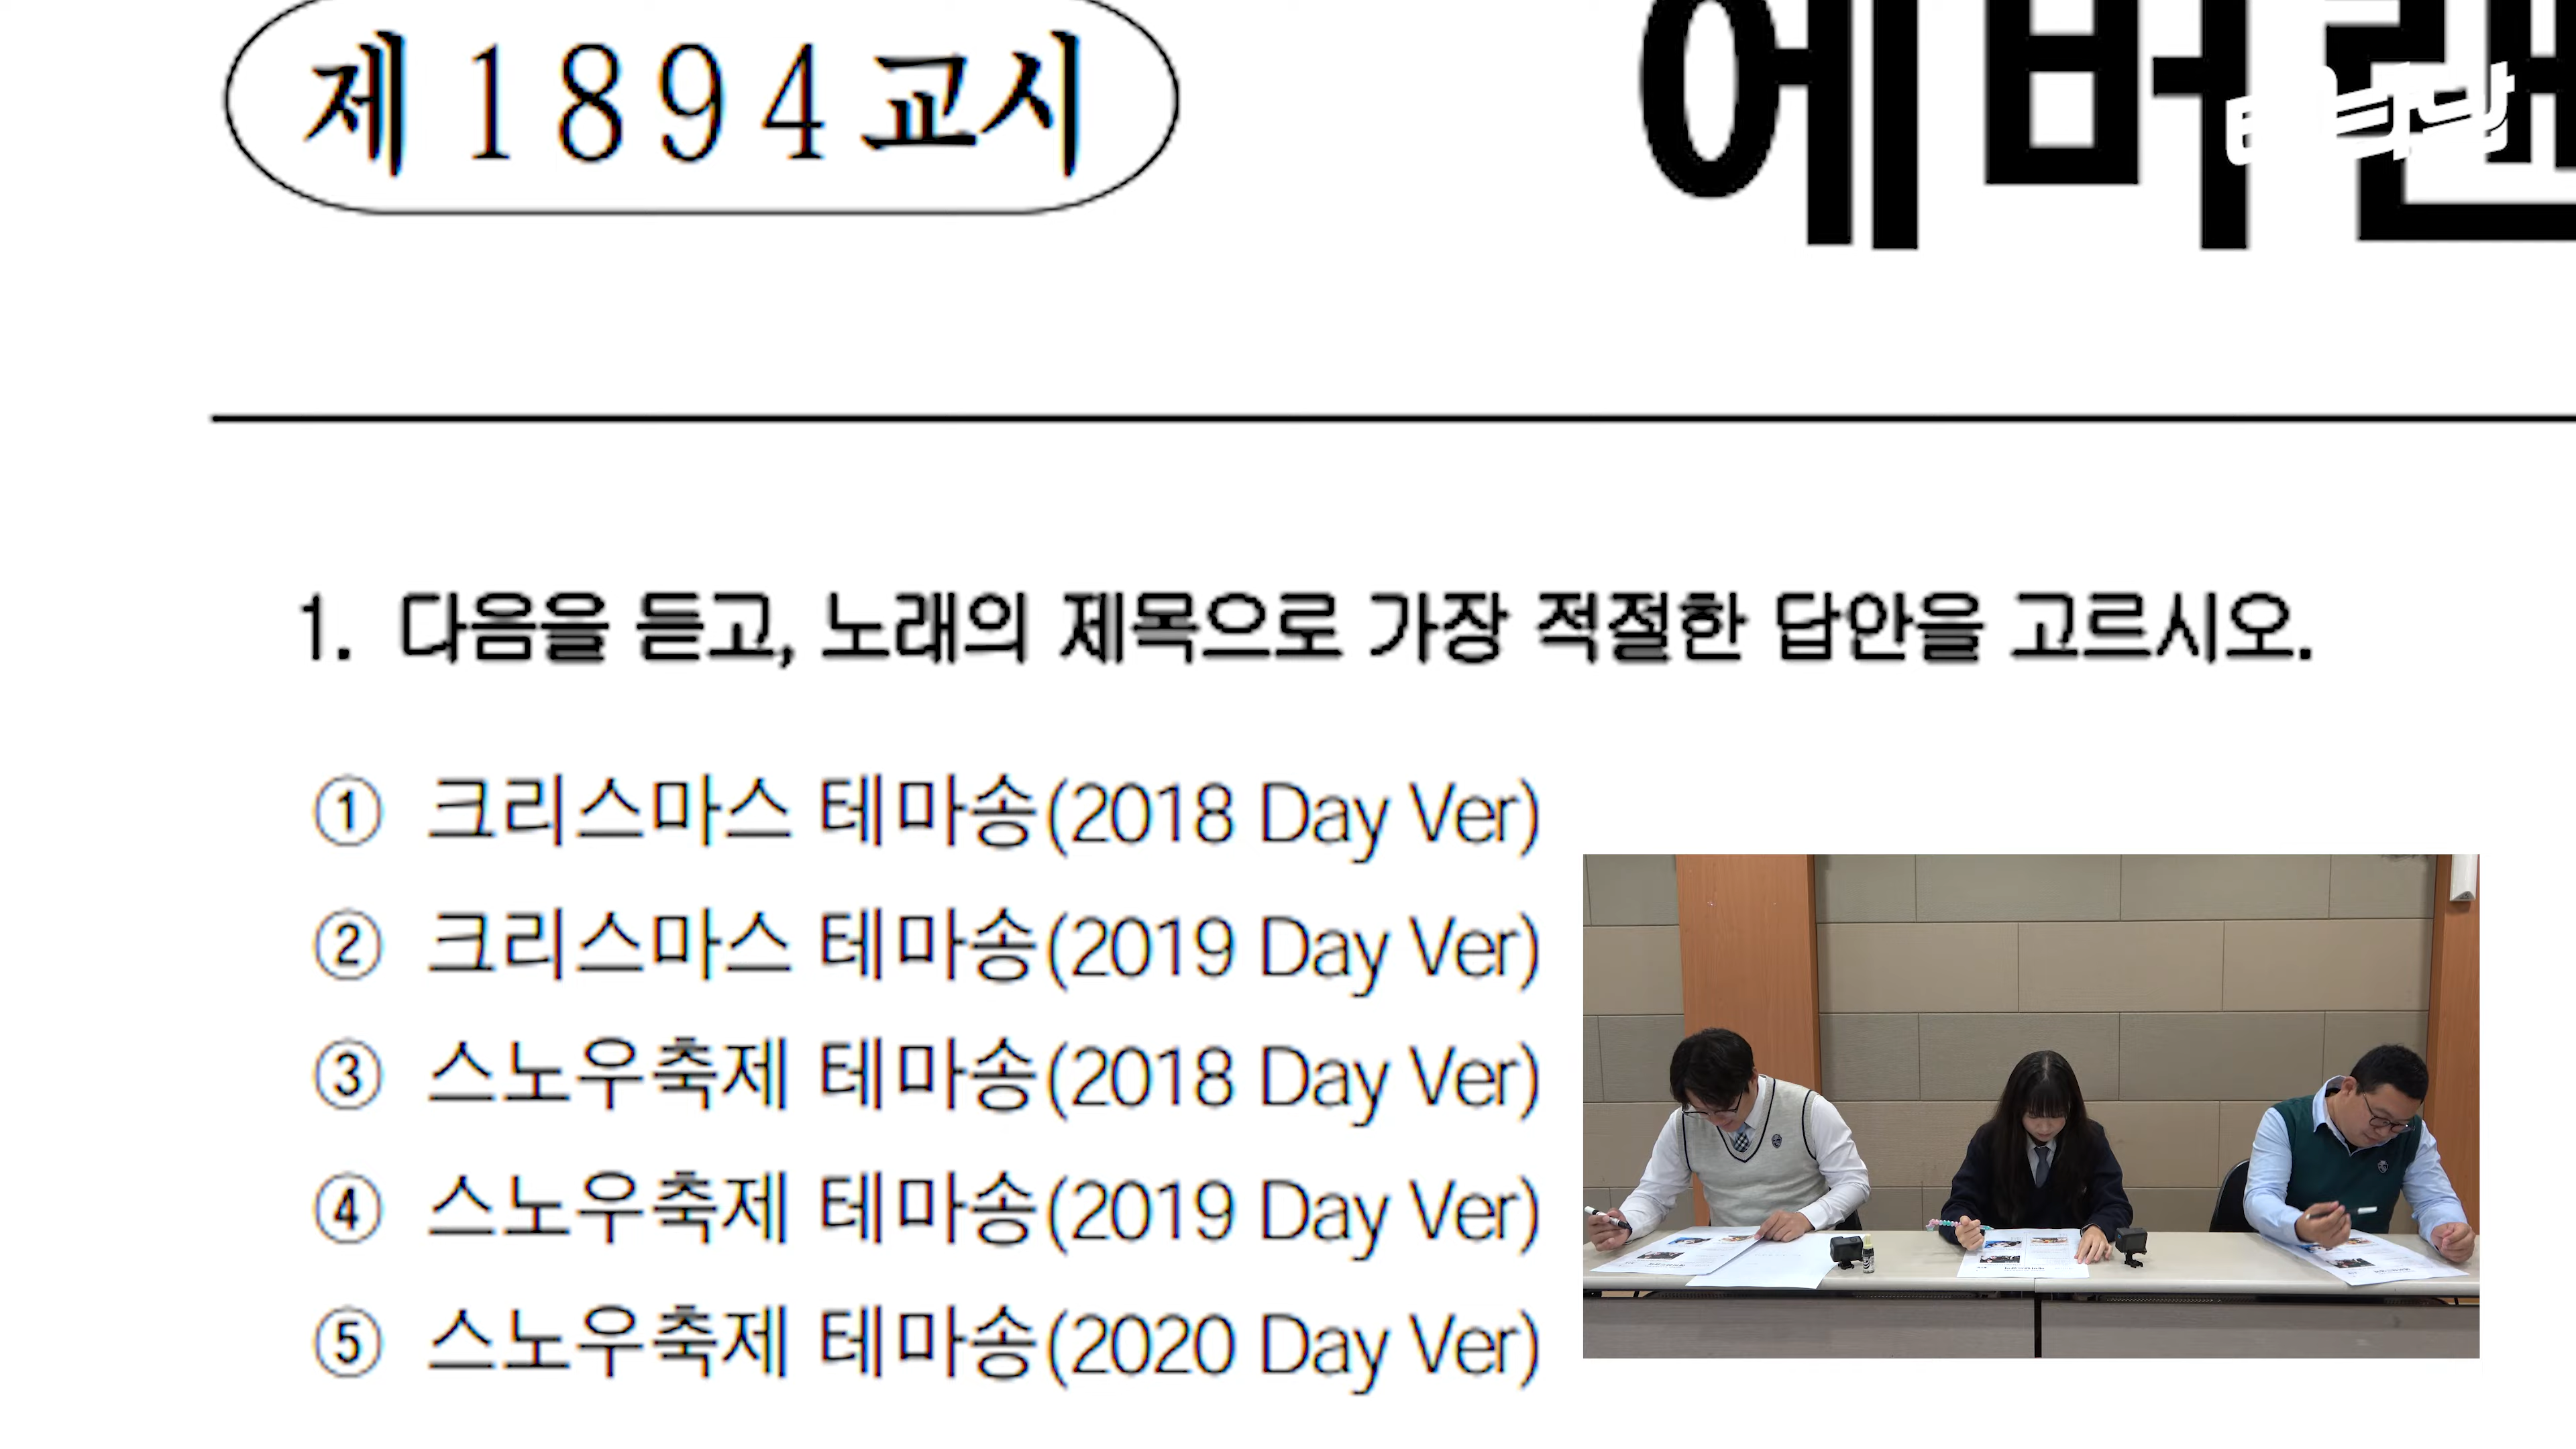 제1894교시
에버랜
1. 다음을 듣고, 노래의 제목으로 가장 적절한 답안을 고르시오.
① 크리스마스 테마송(2018 Day Ver)
② 크리스마스 테마송(2019 Day Ver)
③ 스노우축제 테마송(2018 Day Ver)
④ 스노우축제 테마송(2019 Day Ver)
⑤ 스노우축제 테마송(2020 Day Ver)